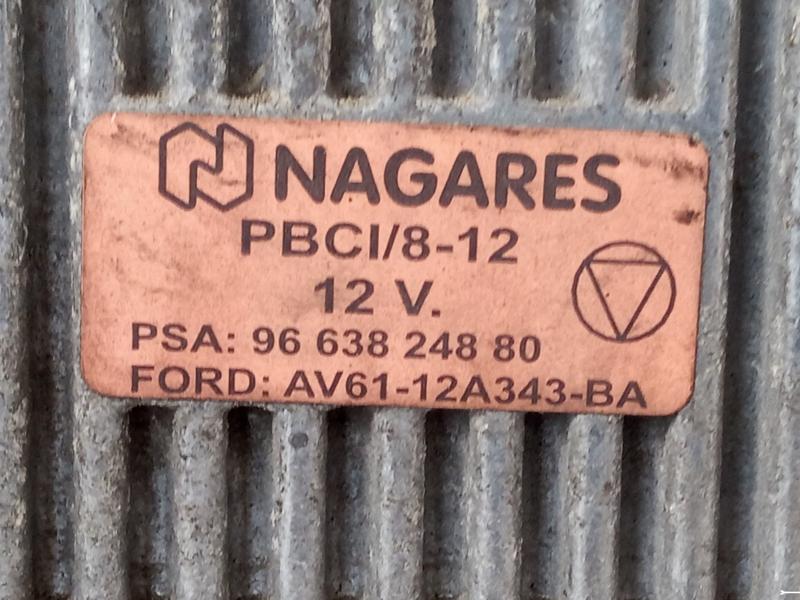 NAGARES
PBCI/8-12
12 V.
PSA: 96 638 248 80
FORD: AV61-12A343-BA